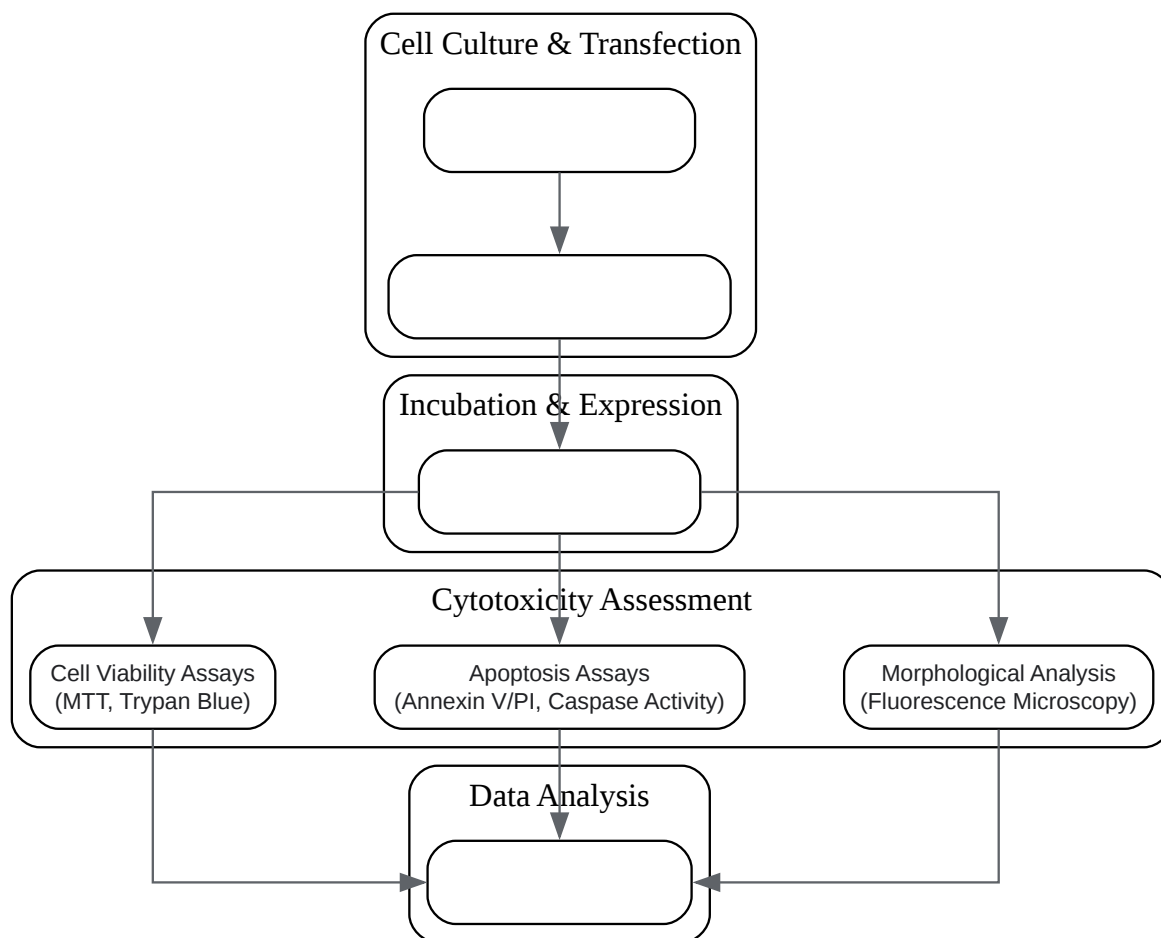 Cell Culture & Transfection
Incubation & Expression
Cytotoxicity Assessment
Cell Viability Assays
(MTT, Trypan Blue)
Apoptosis Assays
(Annexin V/PI, Caspase Activity)
Morphological Analysis
(Fluorescence Microscopy)
Data Analysis